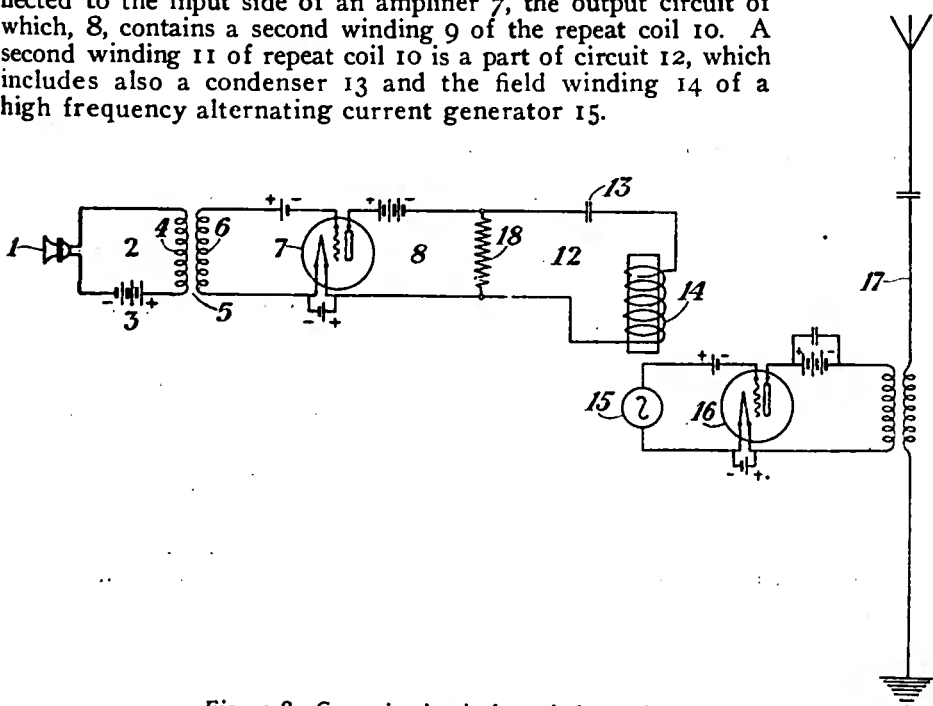 to the input side of an amplifier 7, the output circuit of
which, 8, contains a second winding 9 of the repeat coil 10. A
second winding 11 of repeat coil 10 is a part of circuit 12, which
includes also a condenser 13 and the field winding 14 of a
high frequency alternating current generator 15.
1 2 4 6 + - 7 + - 8 18 12 13
- 3 + 5 - + 14 17
15 + - 16 + -
- +